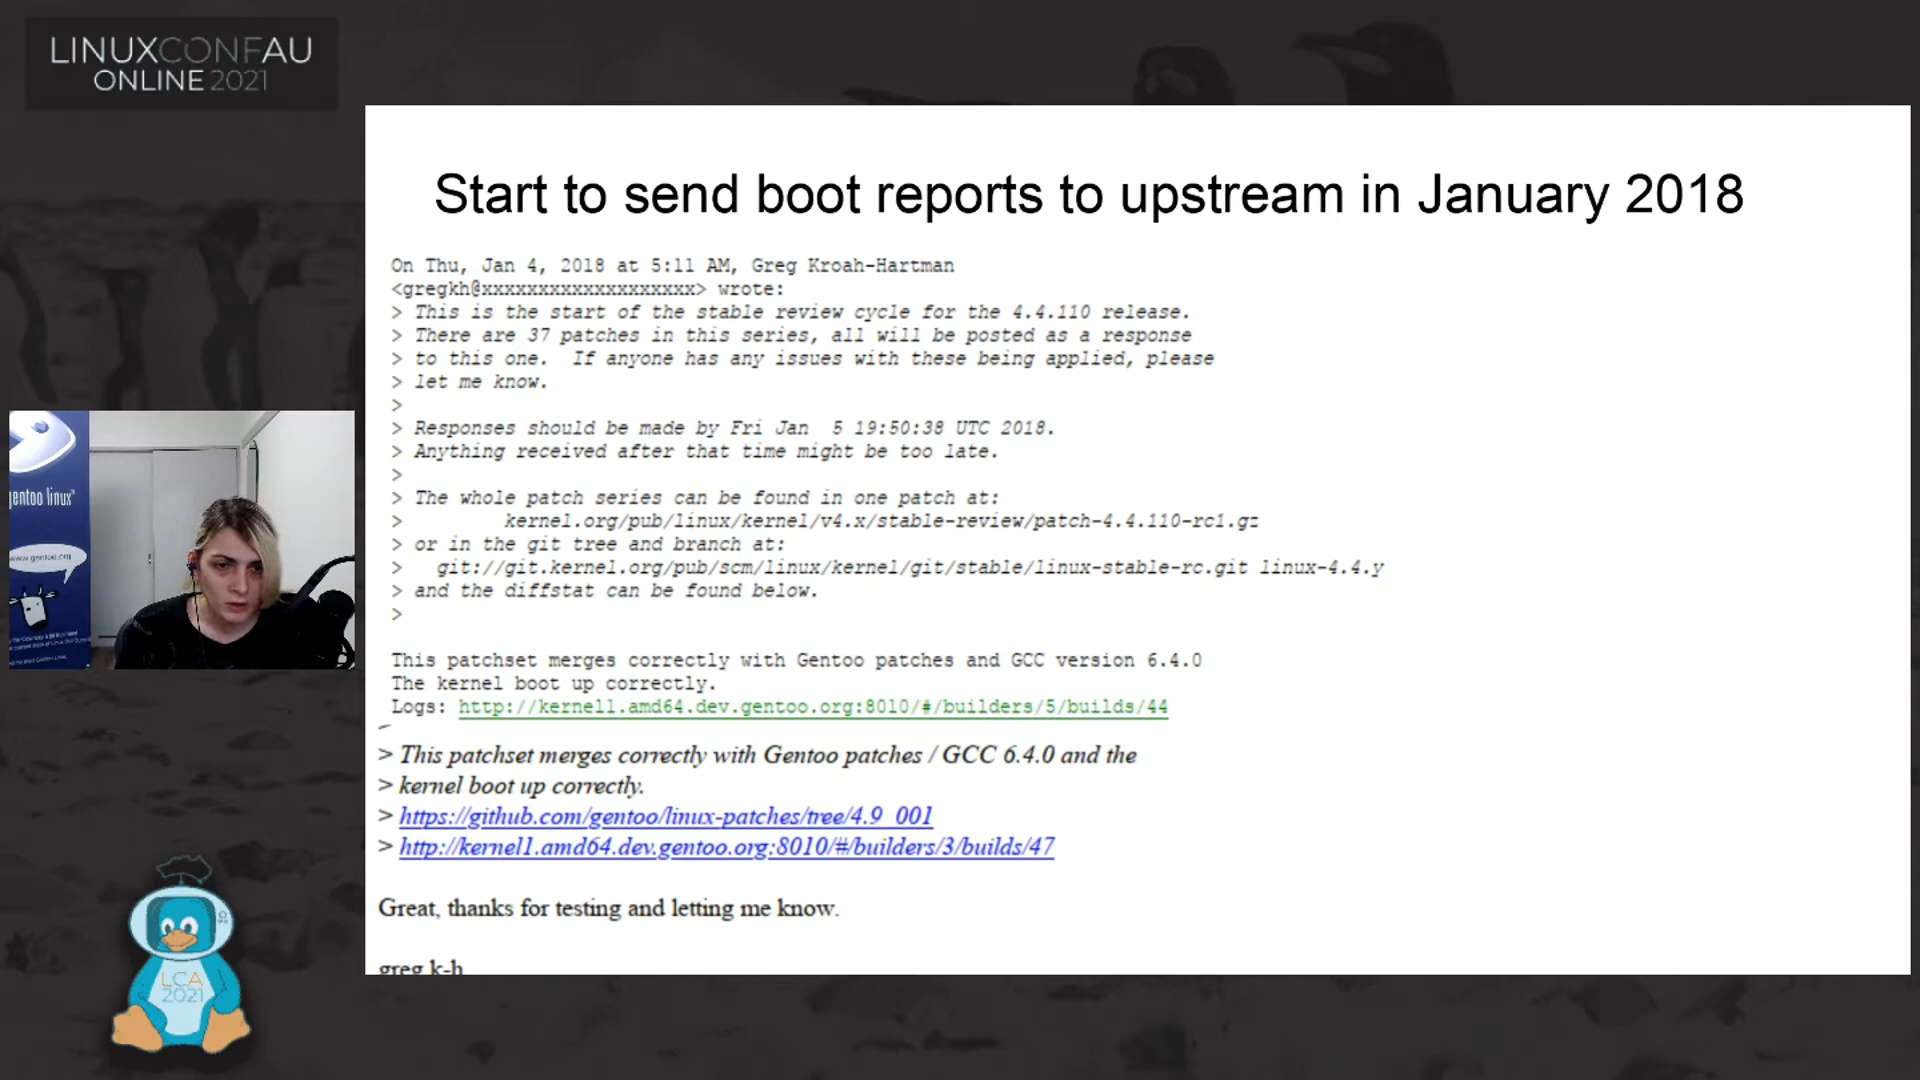 LINUXCONFAU
ONLINE 2021
Start to send boot reports to upstream in January 2018
On Thu, Jan 4, 2018 at 5:11 AM, Greg Kroah-Hartman
<gregkh@xxxxxxxxxxxxxxxxxxx> wrote:
> This is the start of the stable review cycle for the 4.4.110 release.
> There are 37 patches in this series, all will be posted as a response
> to this one.  If anyone has any issues with these being applied, please
> let me know.
>
> Responses should be made by Fri Jan  5 19:50:38 UTC 2018.
> Anything received after that time might be too late.
>
> The whole patch series can be found in one patch at:
>         kernel.org/pub/linux/kernel/v4.x/stable-review/patch-4.4.110-rc1.gz
> or in the git tree and branch at:
>   git://git.kernel.org/pub/scm/linux/kernel/git/stable/linux-stable-rc.git linux-4.4.y
> and the diffstat can be found below.
>
This patchset merges correctly with Gentoo patches and GCC version 6.4.0
The kernel boot up correctly.
Logs: http://kernel1.amd64.dev.gentoo.org:8010/#/builders/5/builds/44
> This patchset merges correctly with Gentoo patches / GCC 6.4.0 and the
> kernel boot up correctly.
> https://github.com/gentoo/linux-patches/tree/4.9_001
> http://kernel1.amd64.dev.gentoo.org:8010/#/builders/3/builds/47
Great, thanks for testing and letting me know.
greg k-h
gentoo linux™
www.gentoo.org
LCA
2021